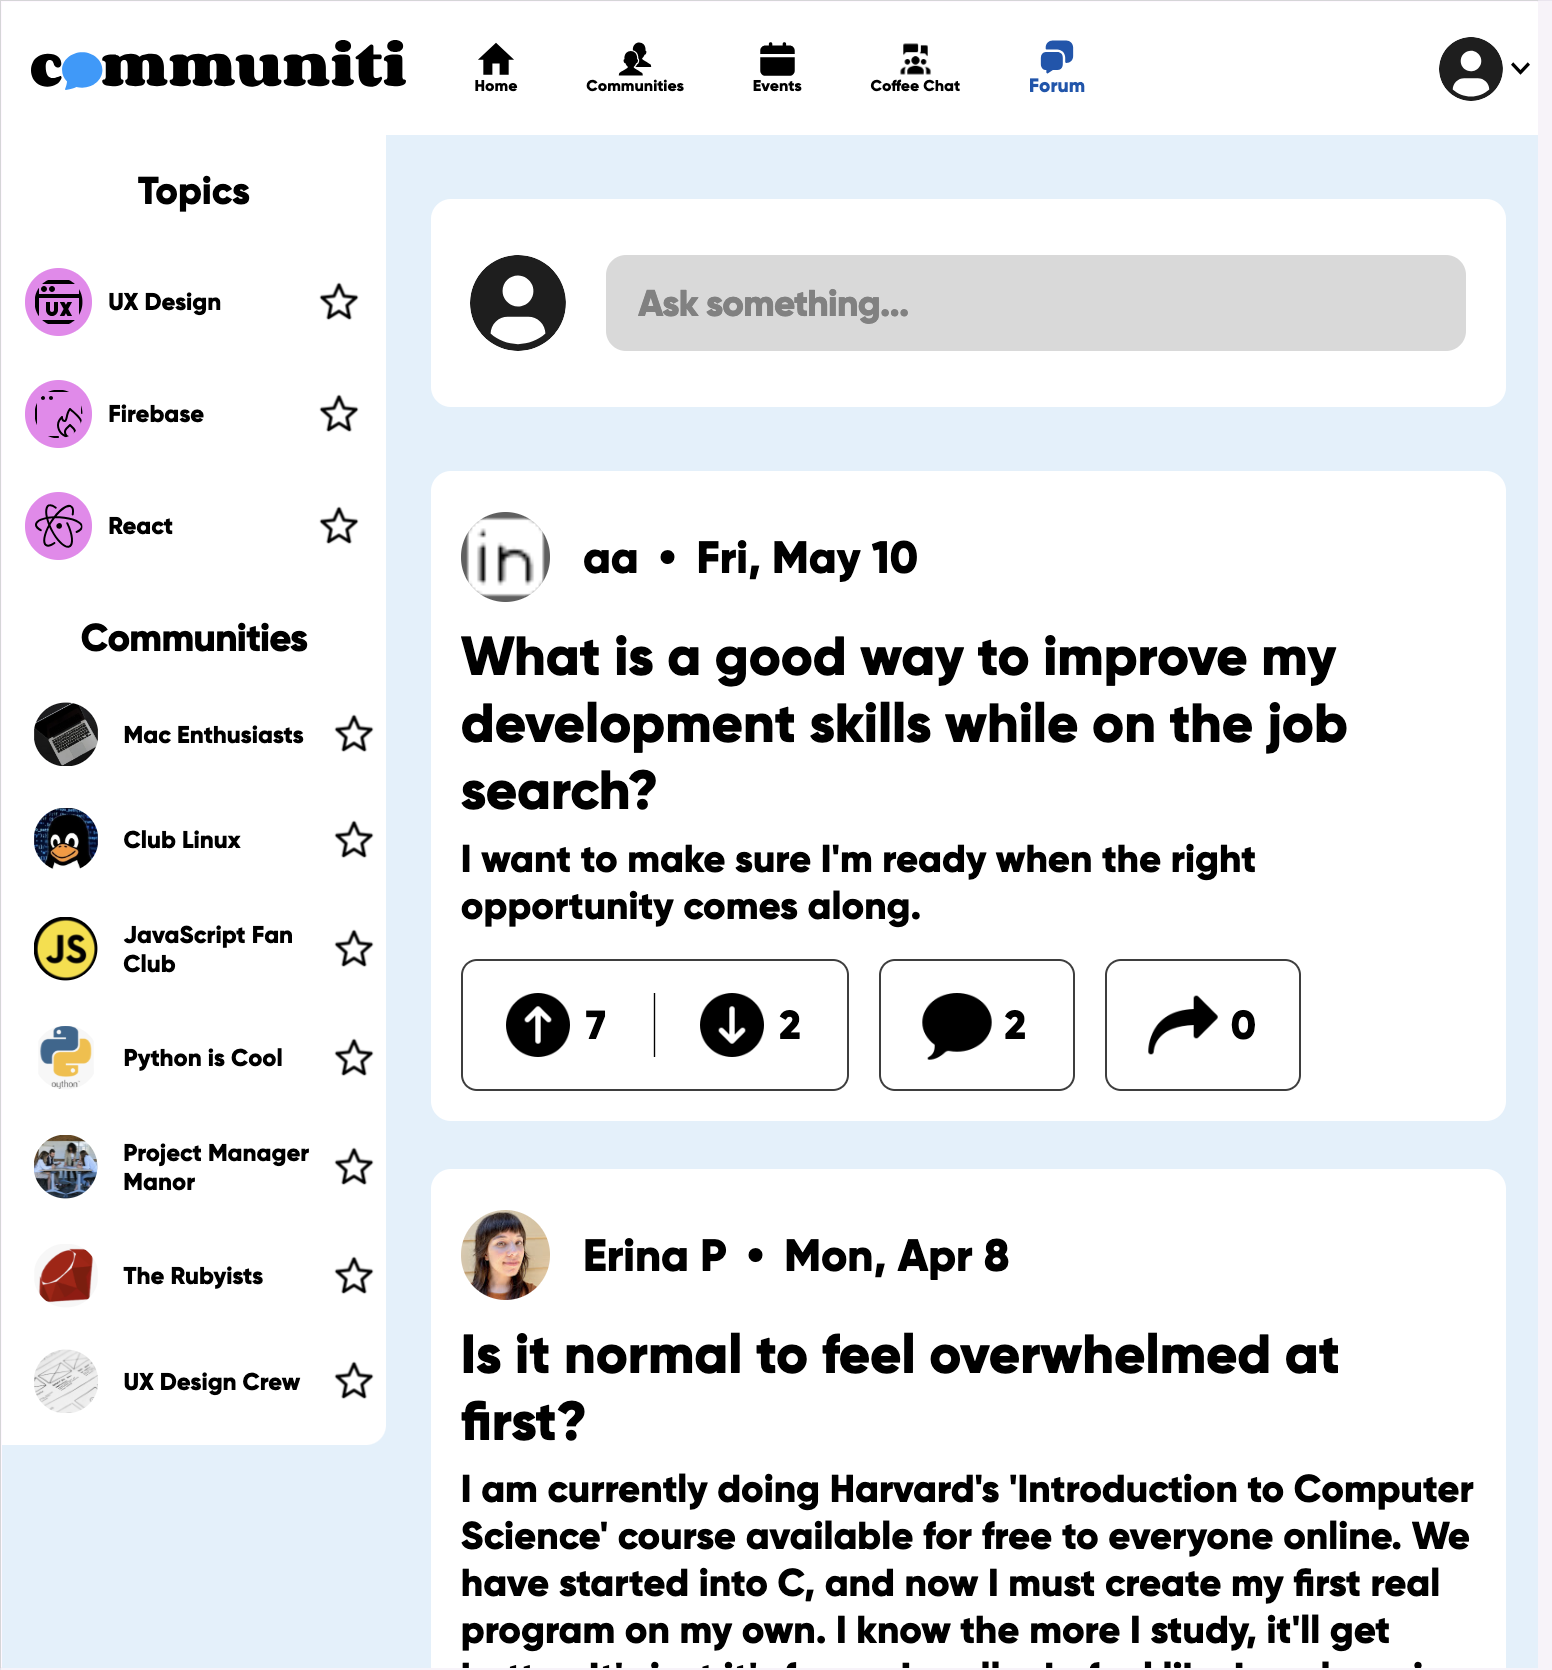 communiti
Home
Communities
Events
Coffee Chat
Forum
Topics
UX
UX Design
Firebase
React
Communities
Mac Enthusiasts
Club Linux
JS
JavaScript Fan
Club
Python is Cool
Project Manager
Manor
The Rubyists
UX Design Crew
Ask something...
in
aa • Fri, May 10
What is a good way to improve my
development skills while on the job
search?
I want to make sure I'm ready when the right
opportunity comes along.
7
2
2
0
Erina P • Mon, Apr 8
Is it normal to feel overwhelmed at
first?
I am currently doing Harvard's 'Introduction to Computer
Science' course available for free to everyone online. We
have started into C, and now I must create my first real
program on my own. I know the more I study, it'll get